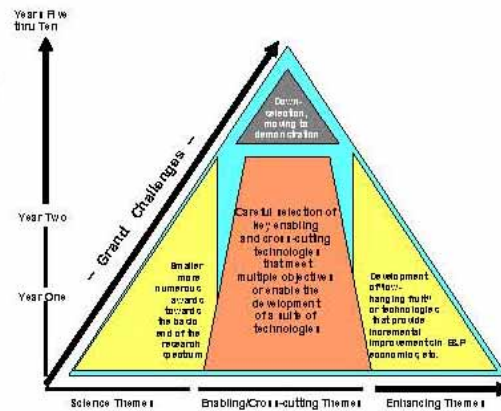 Years Five
thru Ten
Down-
selection,
moving to
demonstration
– Grand Challenges –
Year Two
Careful selection of
key enabling
and cross-cutting
technologies
that meet
multiple objectives
or enable the
development
of a suite of
technologies
Smaller
more
numerous
awards
towards
the basic
end of the
research
spectrum
Development
of "low-
hanging fruit"
or technologies
that provide
incremental
improvements in E&P
economics, etc.
Year One
Science Themes
Enabling/Cross-cutting Themes
Enhancing Themes